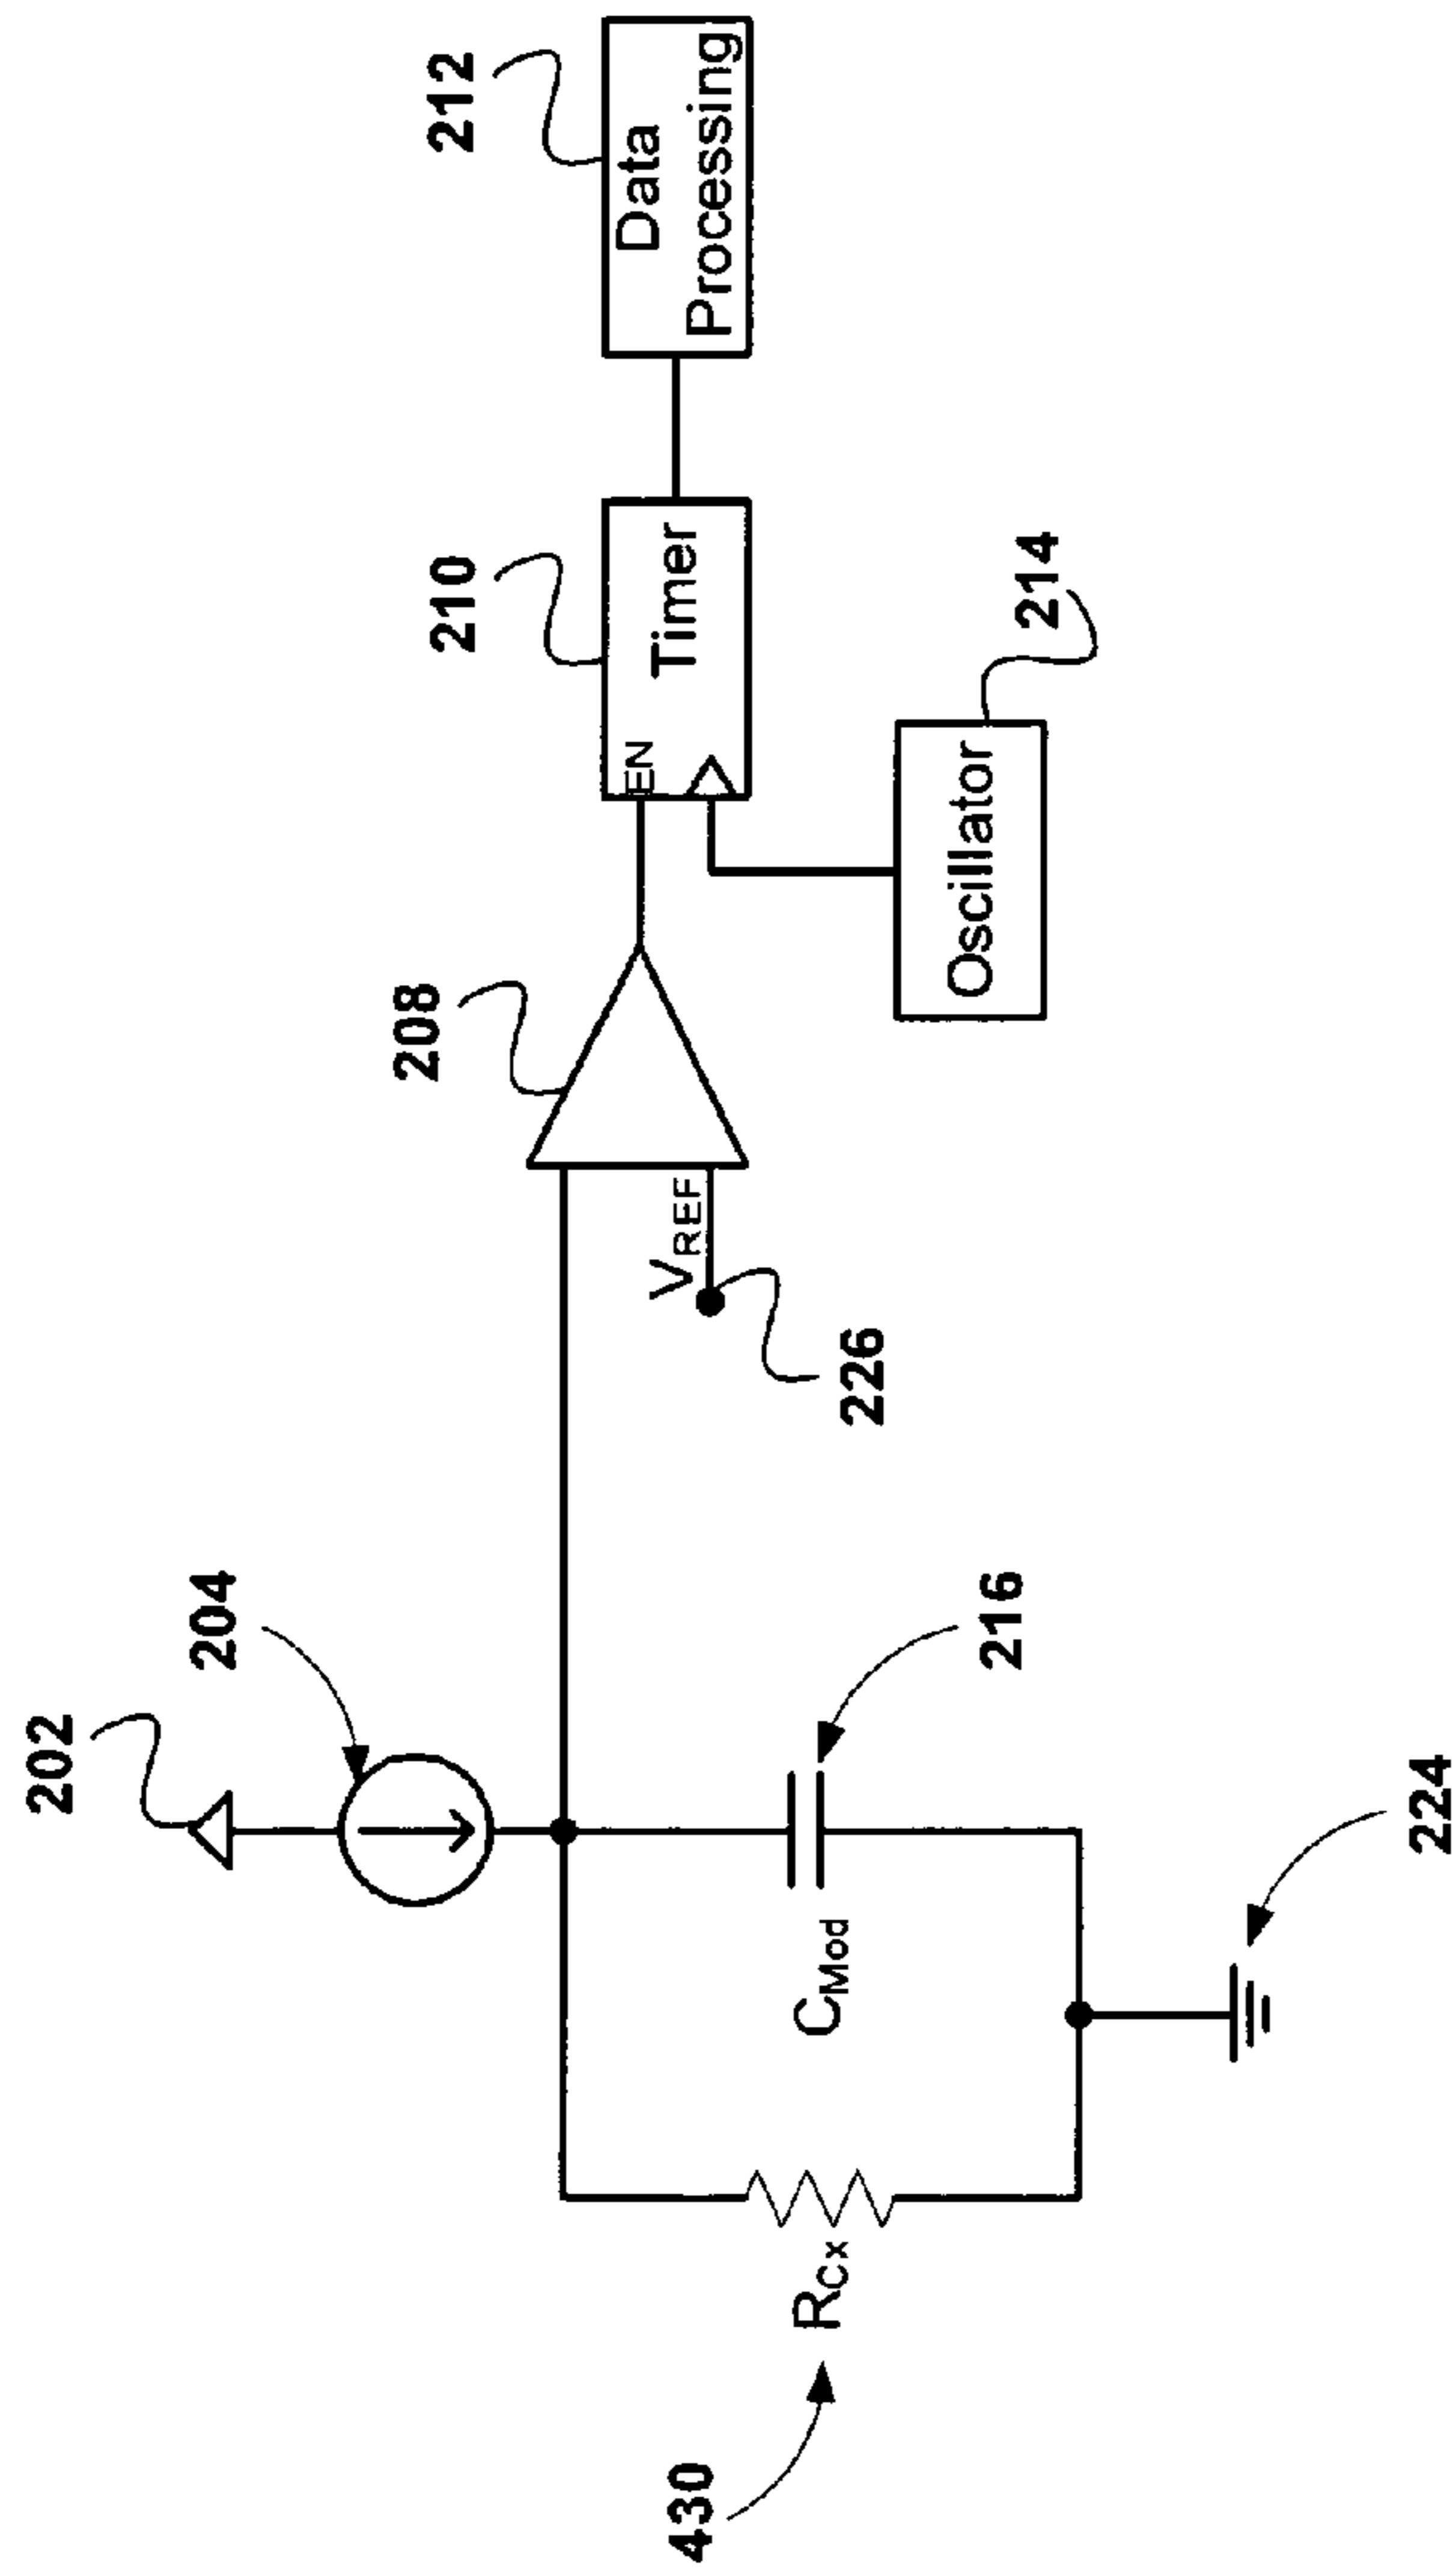 202
204
208
210
212
Data
Processing
EN
Timer
VREF
226
Oscillator
214
430
RCx
CMod
216
224